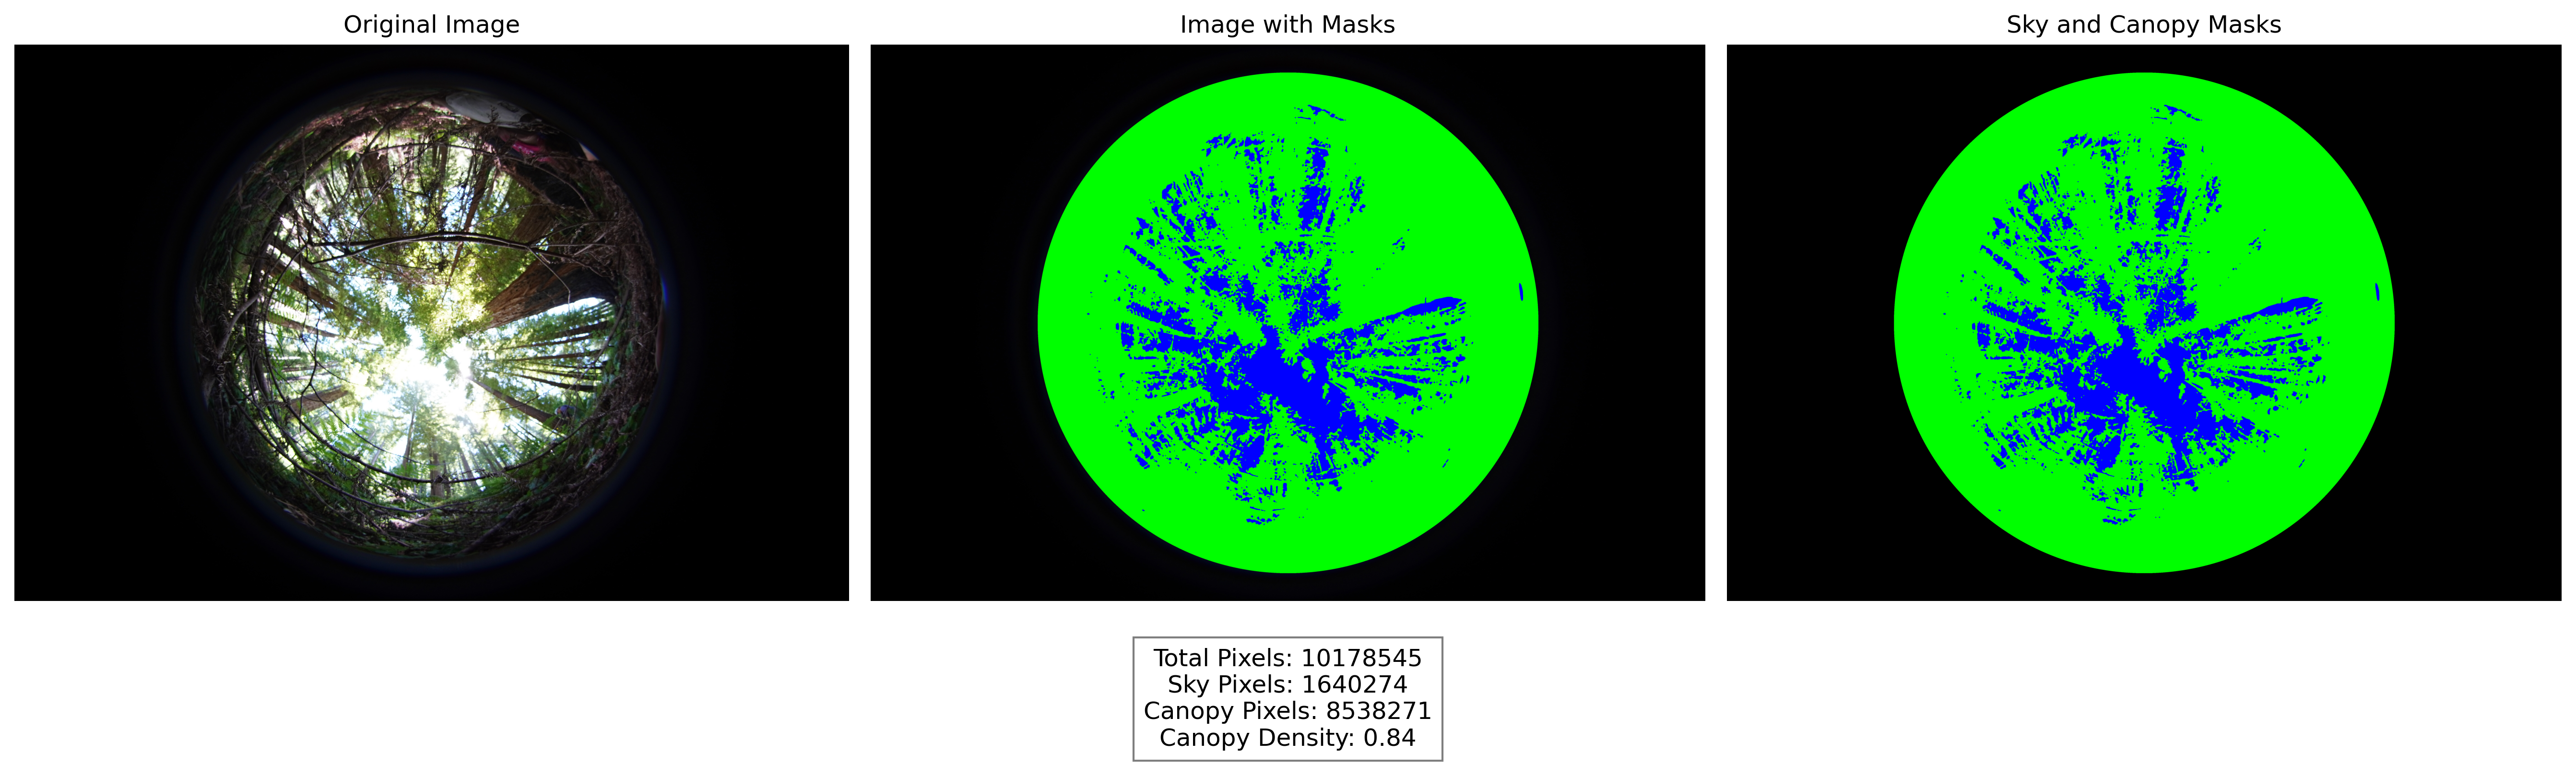 Original Image
Image with Masks
Sky and Canopy Masks
Total Pixels: 10178545
Sky Pixels: 1640274
Canopy Pixels: 8538271
Canopy Density: 0.84